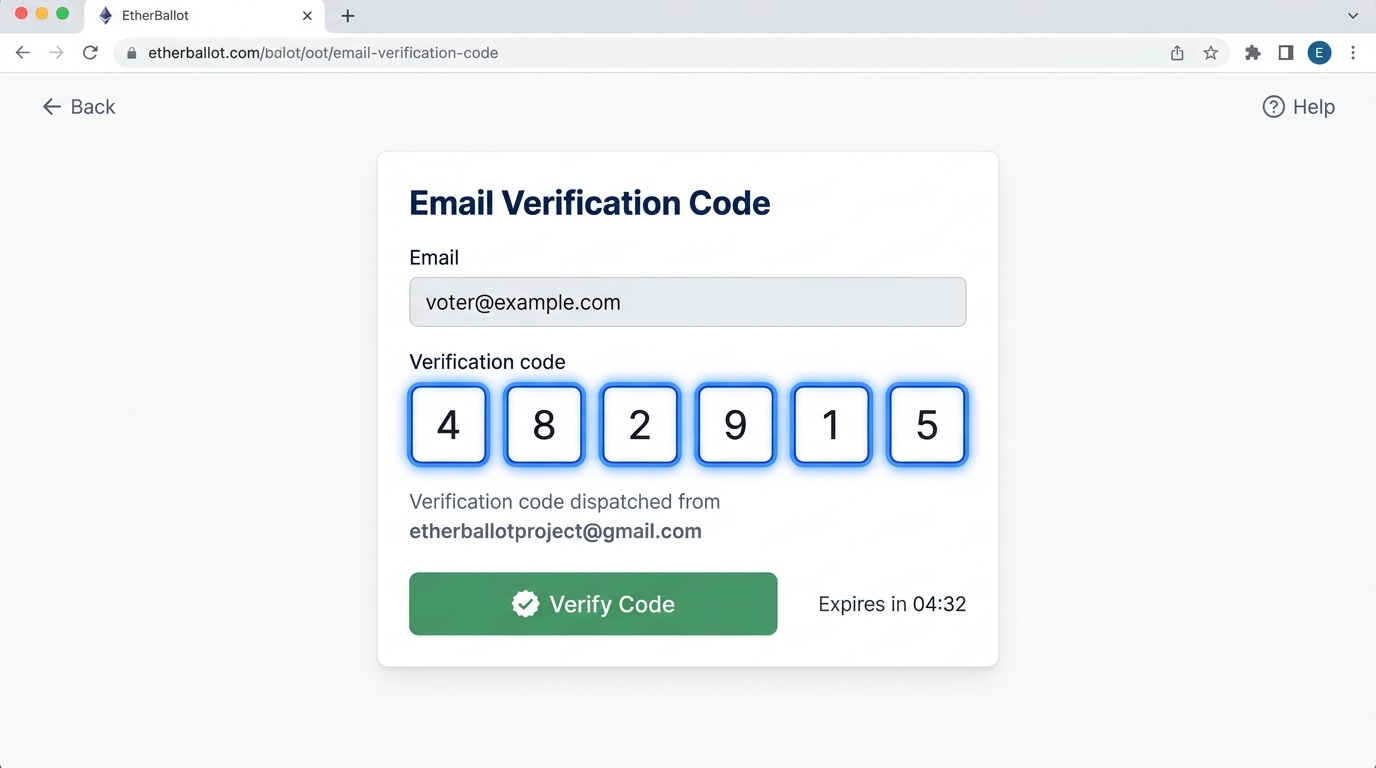 EtherBallot
etherballot.com/balot/oot/email-verification-code
E
Back
Help
Email Verification Code
Email
voter@example.com
Verification code
4 8 2 9 1 5
Verification code dispatched from
etherballotproject@gmail.com
Verify Code
Expires in 04:32